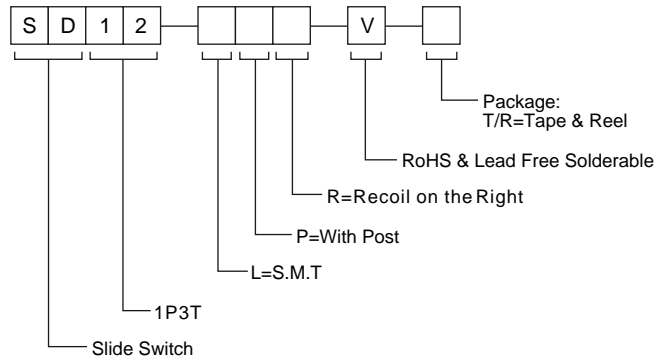 S D 1 2 V
Package:
T/R=Tape & Reel
RoHS & Lead Free Solderable
R=Recoil on the Right
P=With Post
L=S.M.T
1P3T
Slide Switch